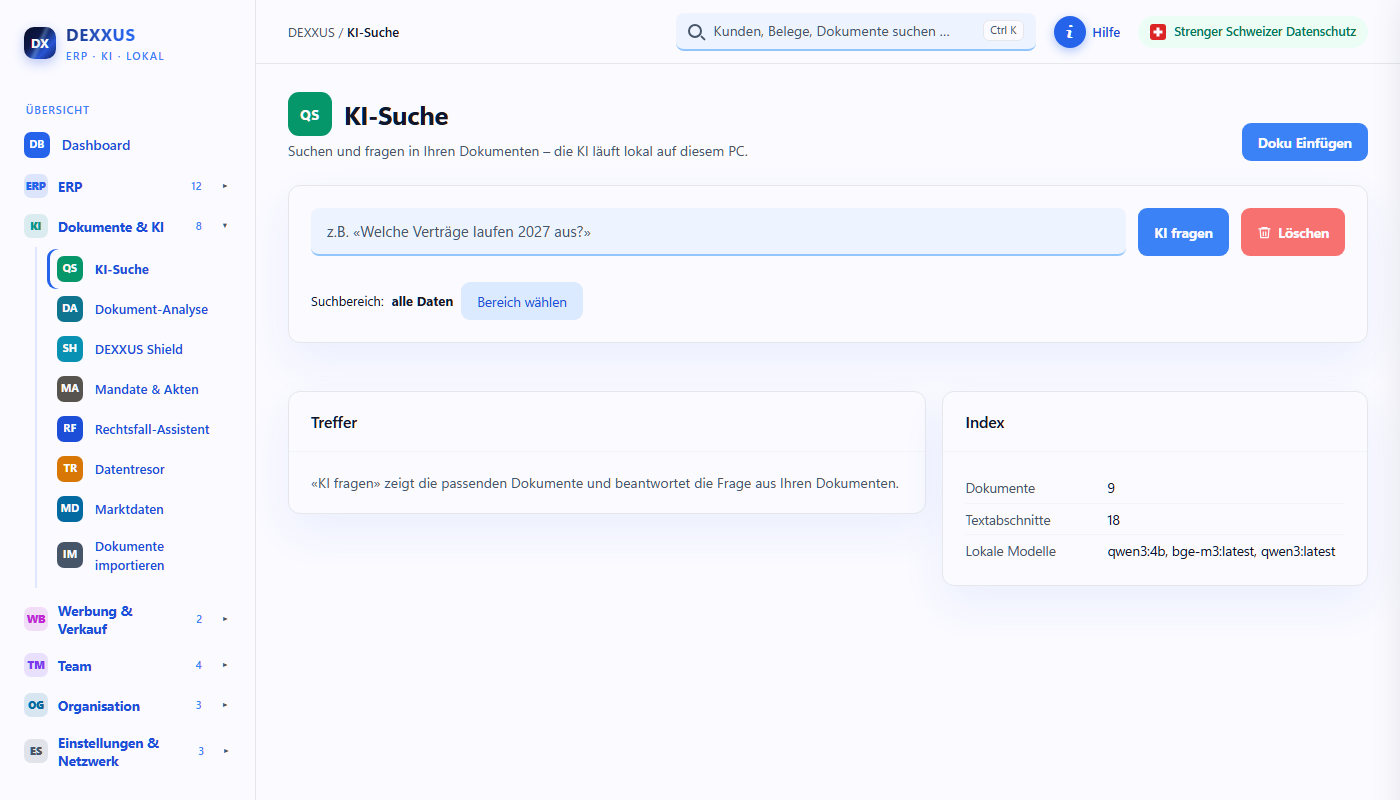 DX
DEXXUS
ERP · KI · LOKAL
ÜBERSICHT
DB Dashboard
ERP ERP 12
KI Dokumente & KI 8
QS KI-Suche
DA Dokument-Analyse
SH DEXXUS Shield
MA Mandate & Akten
RF Rechtsfall-Assistent
TR Datentresor
MD Marktdaten
IM Dokumente
importieren
WB Werbung &
Verkauf 2
TM Team 4
OG Organisation 3
ES Einstellungen &
Netzwerk 3
DEXXUS / KI-Suche
Kunden, Belege, Dokumente suchen ... Ctrl K
i Hilfe
Strenger Schweizer Datenschutz
QS KI-Suche
Suchen und fragen in Ihren Dokumenten – die KI läuft lokal auf diesem PC.
Doku Einfügen
z.B. «Welche Verträge laufen 2027 aus?»
KI fragen
Löschen
Suchbereich: alle Daten Bereich wählen
Treffer
«KI fragen» zeigt die passenden Dokumente und beantwortet die Frage aus Ihren Dokumenten.
Index
Dokumente 9
Textabschnitte 18
Lokale Modelle qwen3:4b, bge-m3:latest, qwen3:latest